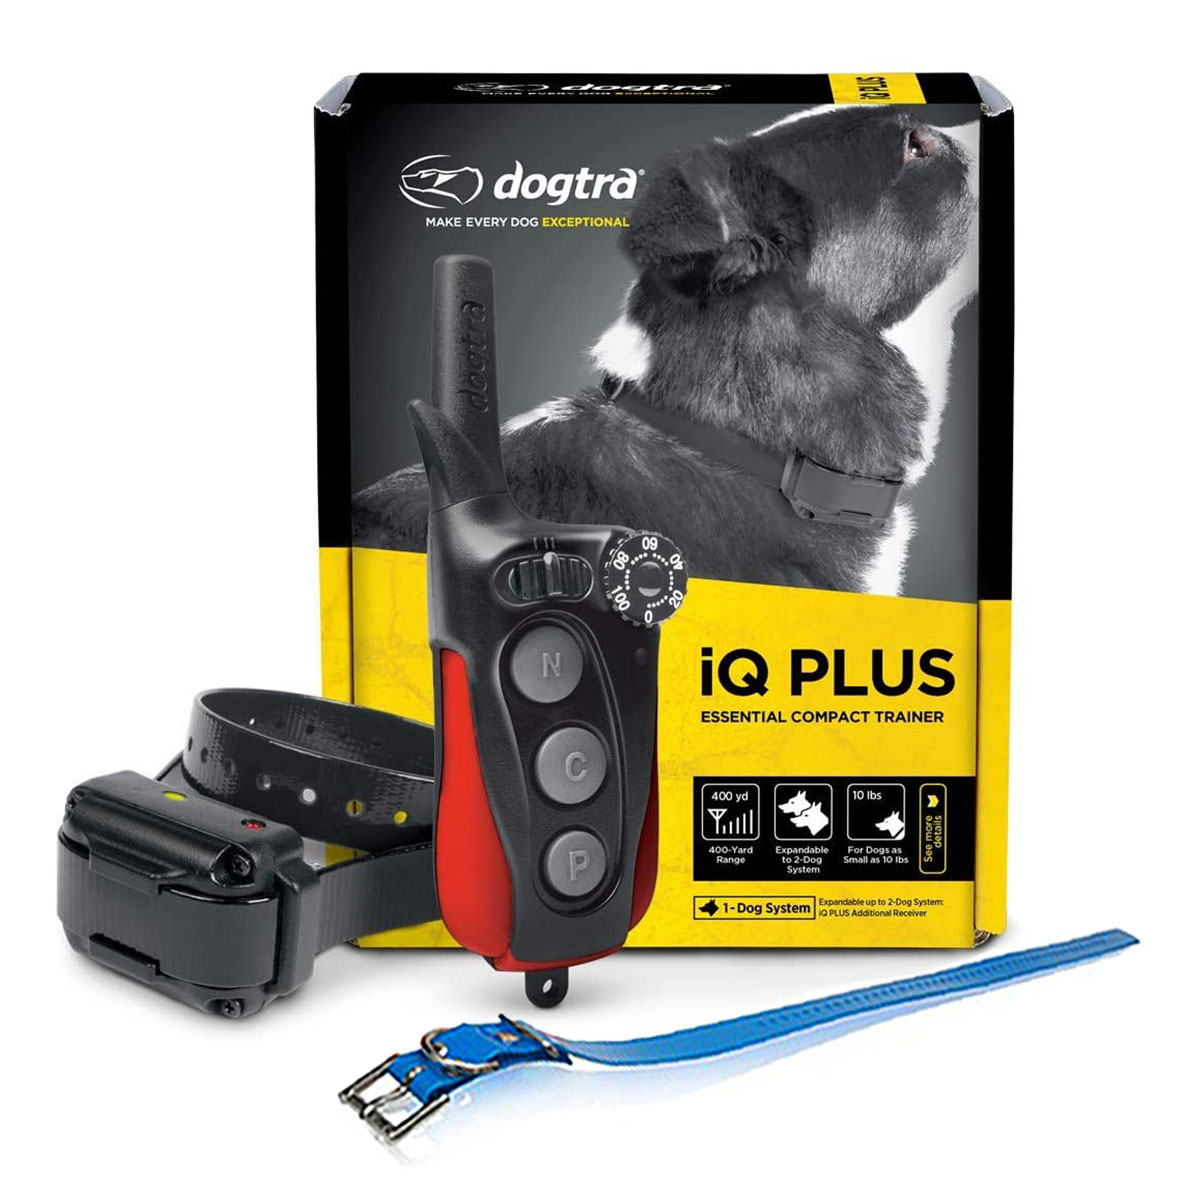 dogtra
MAKE EVERY DOG EXCEPTIONAL
iQ PLUS
dogtra
MAKE EVERY DOG EXCEPTIONAL
dogtra
0 20 40 60 80 100
N
C
P
iQ PLUS
ESSENTIAL COMPACT TRAINER
400 yd
400-Yard
Range
Expandable
to 2-Dog
System
10 lbs
For Dogs as
Small as 10 lbs
See more
details
1-Dog System
Expandable up to 2-Dog System:
iQ PLUS Additional Receiver